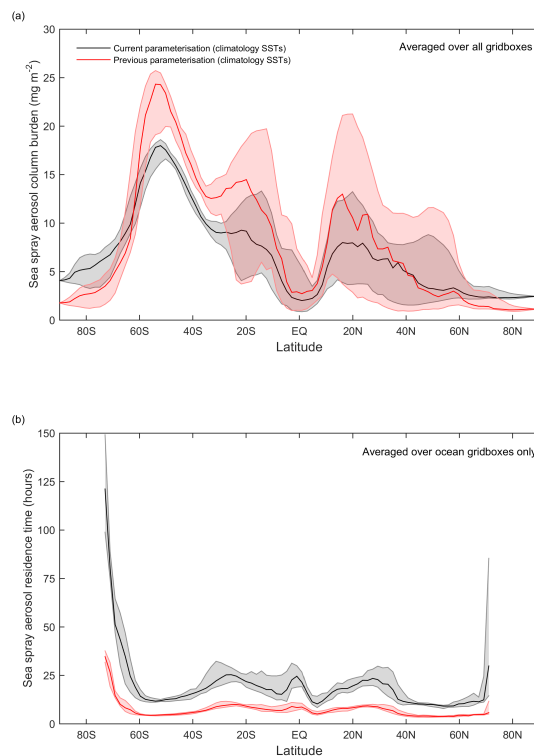 (a)
30
25
20
15
10
5
0
Sea spray aerosol column burden (mg m⁻²)
Current parameterisation (climatology SSTs)
Previous parameterisation (climatology SSTs)
Averaged over all gridboxes
80S 60S 40S 20S EQ 20N 40N 60N 80N
Latitude
(b)
150
125
100
75
50
25
0
Sea spray aerosol residence time (hours)
Averaged over ocean gridboxes only
80S 60S 40S 20S EQ 20N 40N 60N 80N
Latitude